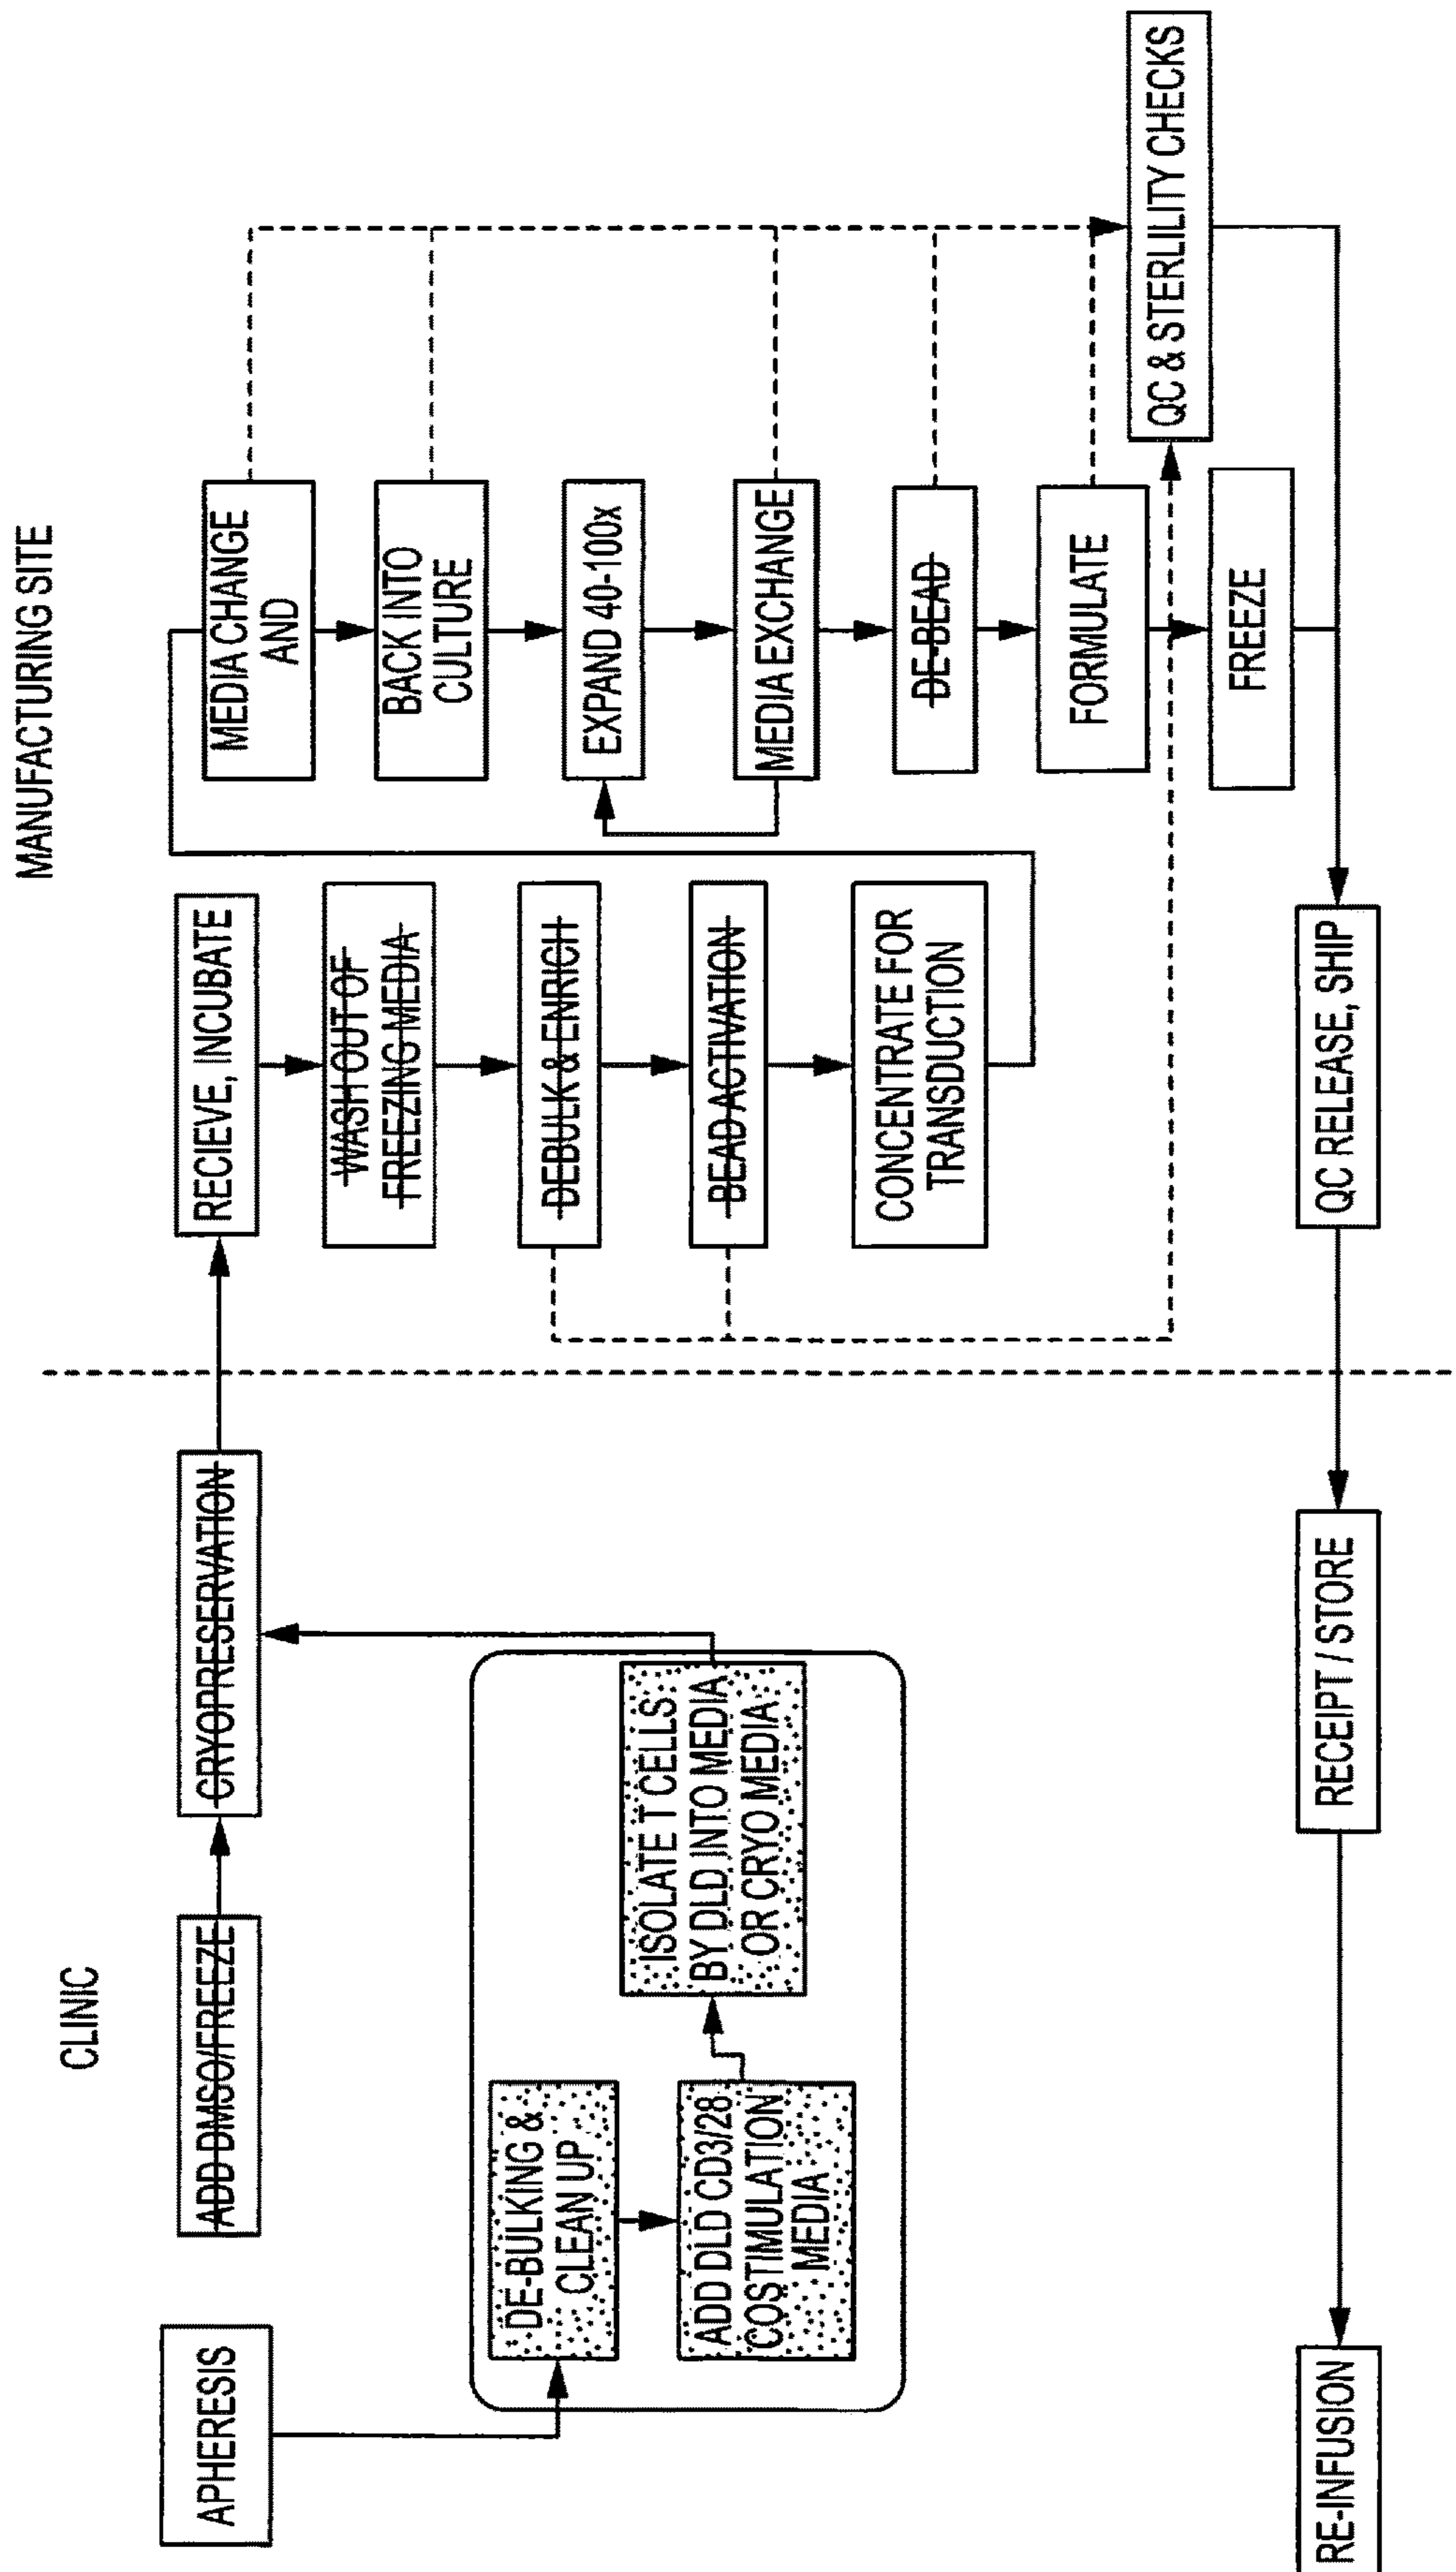 CLINIC
MANUFACTURING SITE
APHERESIS
ADD DMSO/FREEZE
CRYOPRESERVATION
DE-BULKING &
CLEAN UP
ADD DLD CD3/28
COSTIMULATION
MEDIA
ISOLATE T CELLS
BY DLD INTO MEDIA
OR CRYO MEDIA
RECIEVE, INCUBATE
WASH OUT OF
FREEZING MEDIA
DEBULK & ENRICH
BEAD ACTIVATION
CONCENTRATE FOR
TRANSDUCTION
MEDIA CHANGE
AND
BACK INTO
CULTURE
EXPAND 40-100x
MEDIA EXCHANGE
DE-BEAD
FORMULATE
FREEZE
QC & STERLILITY CHECKS
QC RELEASE, SHIP
RECEIPT / STORE
RE-INFUSION